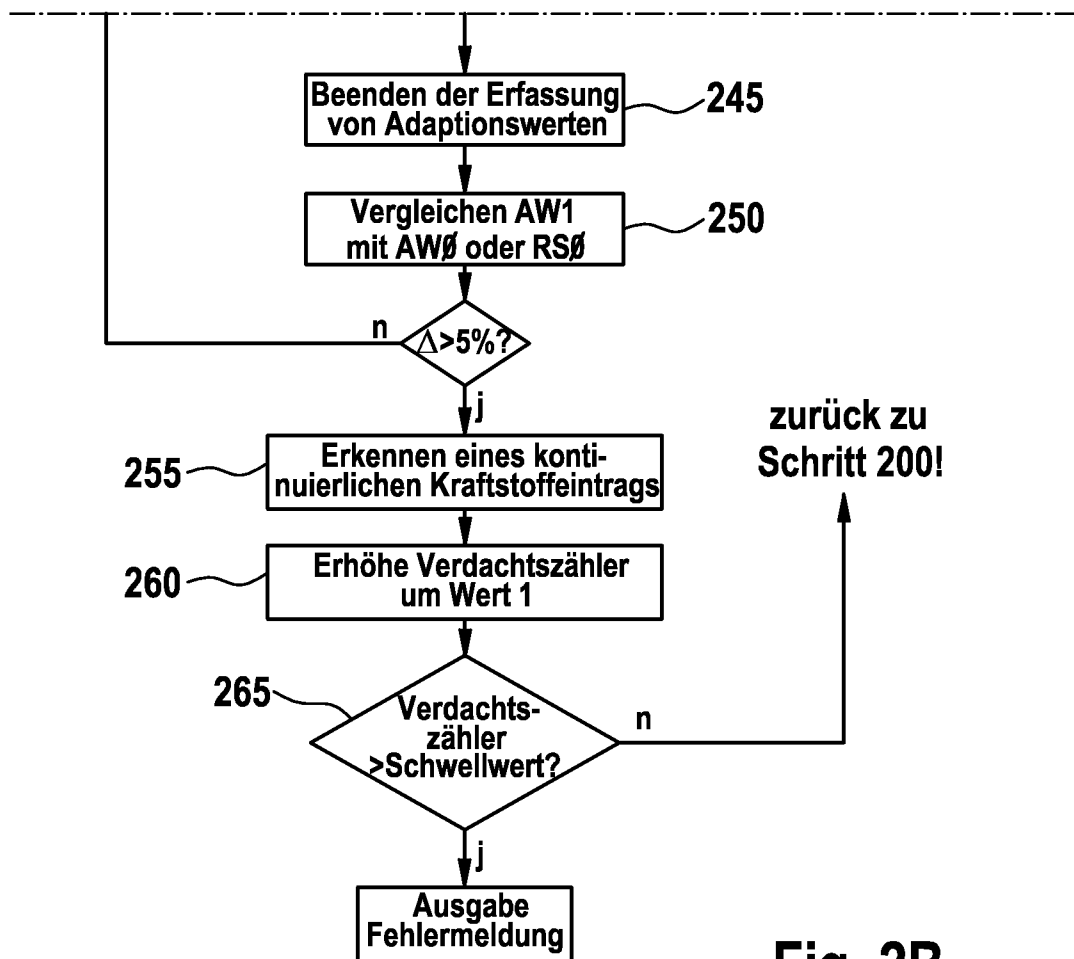 Beenden der Erfassung
von Adaptionswerten
245
Vergleichen AW1
mit AWØ oder RSØ
250
n
Δ>5%?
j
zurück zu
Schritt 200!
255
Erkennen eines konti-
nuierlichen Kraftstoffeintrags
260
Erhöhe Verdachtszähler
um Wert 1
265
Verdachts-
zähler
>Schwellwert?
n
j
Ausgabe
Fehlermeldung